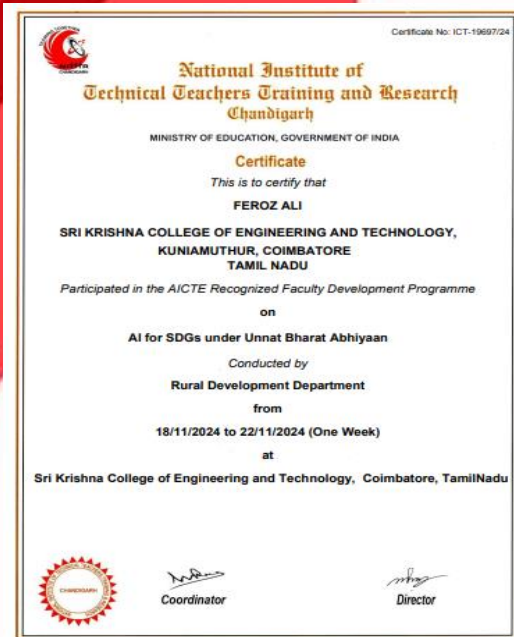 Certificate No: ICT-19697/24
National Institute of
Technical Teachers Training and Research
Chandigarh
MINISTRY OF EDUCATION, GOVERNMENT OF INDIA
Certificate
This is to certify that
FEROZ ALI
SRI KRISHNA COLLEGE OF ENGINEERING AND TECHNOLOGY,
KUNIAMUTHUR, COIMBATORE
TAMIL NADU
Participated in the AICTE Recognized Faculty Development Programme
on
AI for SDGs under Unnat Bharat Abhiyaan
Conducted by
Rural Development Department
from
18/11/2024 to 22/11/2024 (One Week)
at
Sri Krishna College of Engineering and Technology, Coimbatore, TamilNadu
CHANDIGARH
Coordinator
Director